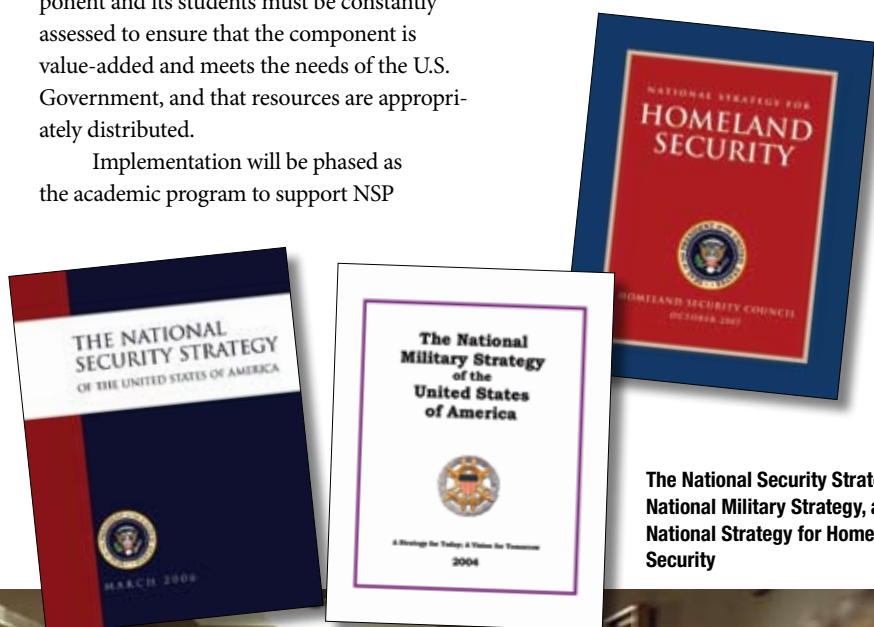 ponent and its students must be constantly
assessed to ensure that the component is
value-added and meets the needs of the U.S.
Government, and that resources are appropri-
ately distributed.
Implementation will be phased as
the academic program to support NSP
NATIONAL STRATEGY FOR
HOMELAND
SECURITY
HOMELAND SECURITY COUNCIL
OCTOBER 2007
THE NATIONAL
SECURITY STRATEGY
OF THE UNITED STATES OF AMERICA
MARCH 2006
The National
Military Strategy
of the
United States
of America
A Strategy for Today; A Vision for Tomorrow
2004
The National Security Strate
National Military Strategy, a
National Strategy for Home
Security